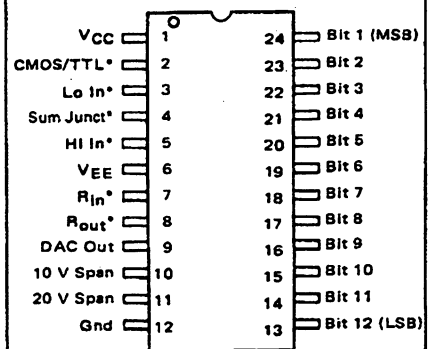 VCC 1 24 Bit 1 (MSB)
CMOS/TTL* 2 23 Bit 2
Lo In* 3 22 Bit 3
Sum Junct* 4 21 Bit 4
Hi In* 5 20 Bit 5
VEE 6 19 Bit 6
Rin* 7 18 Bit 7
Rout* 8 17 Bit 8
DAC Out 9 16 Bit 9
10 V Span 10 15 Bit 10
20 V Span 11 14 Bit 11
Gnd 12 13 Bit 12 (LSB)